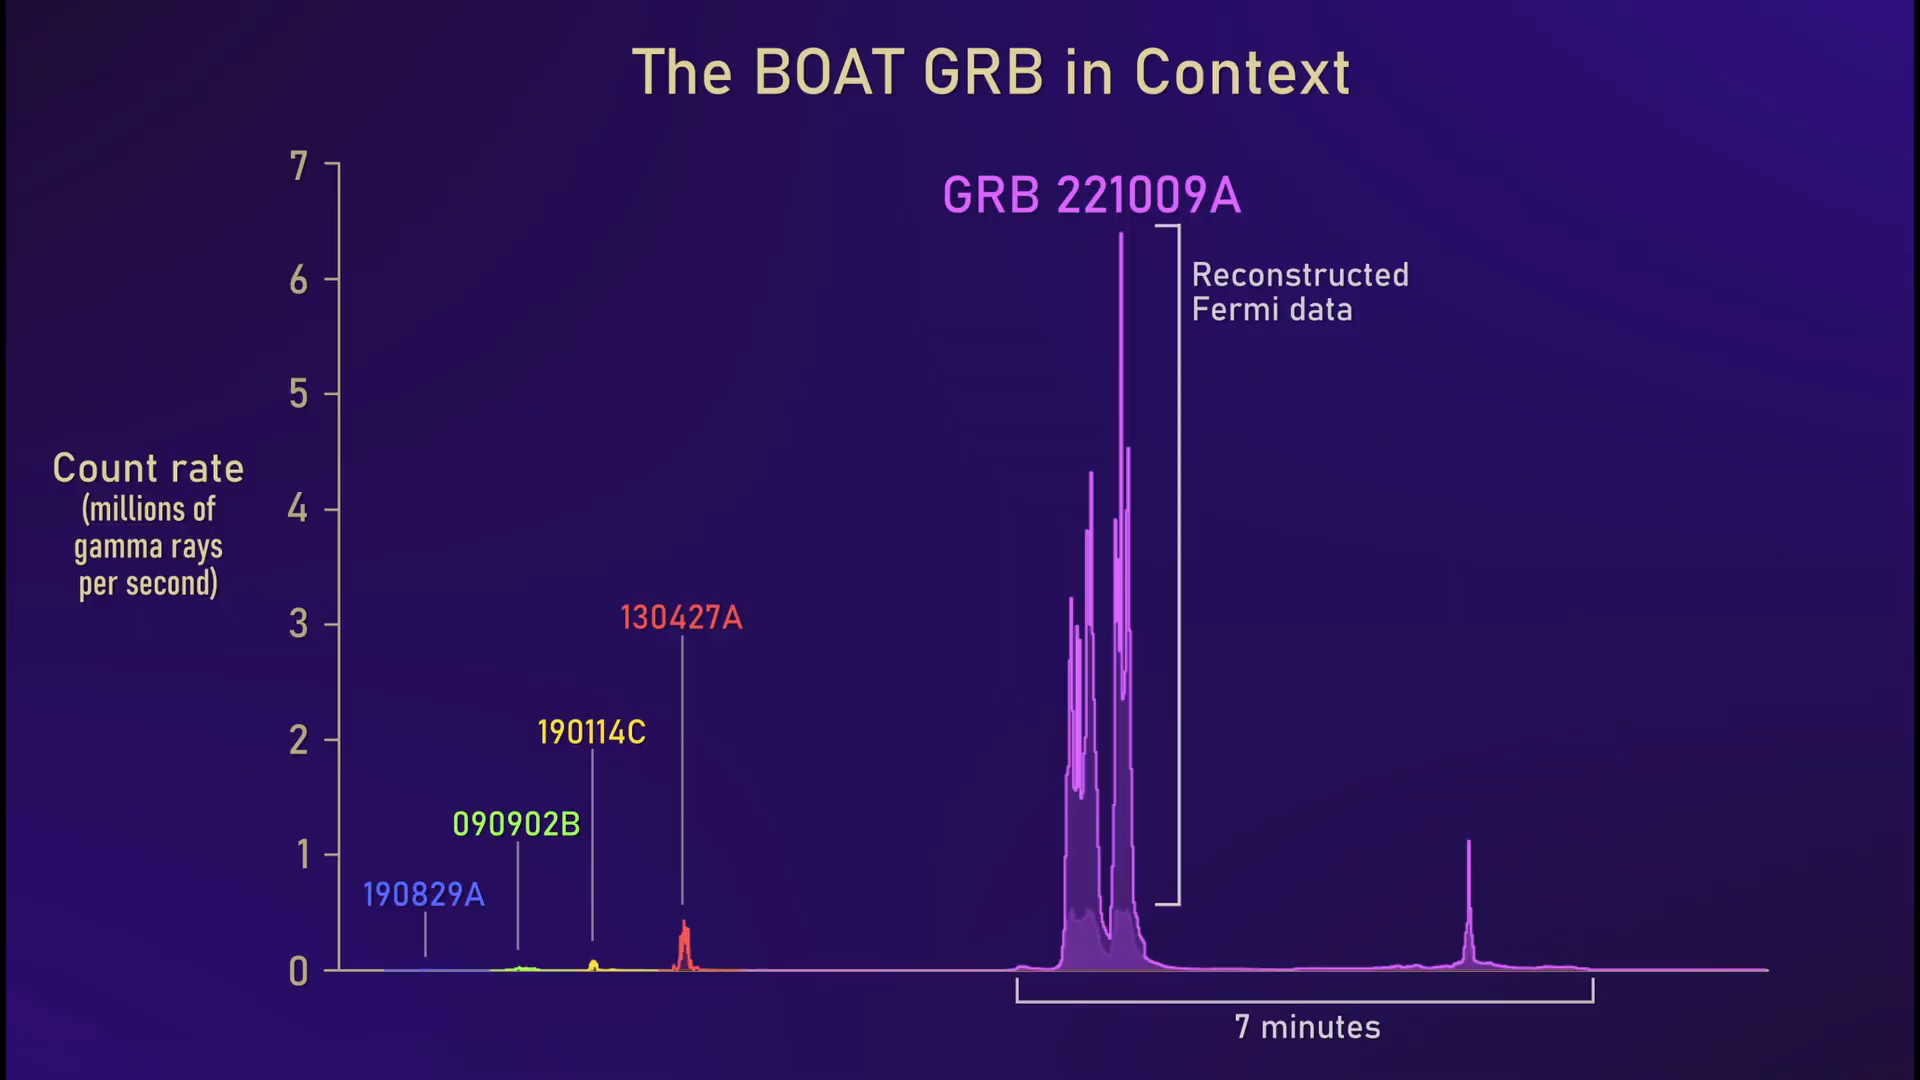 The BOAT GRB in Context
7
GRB 221009A
6
Reconstructed
Fermi data
5
Count rate
(millions of
gamma rays
per second)
4
3
130427A
2
190114C
090902B
1
190829A
0
7 minutes